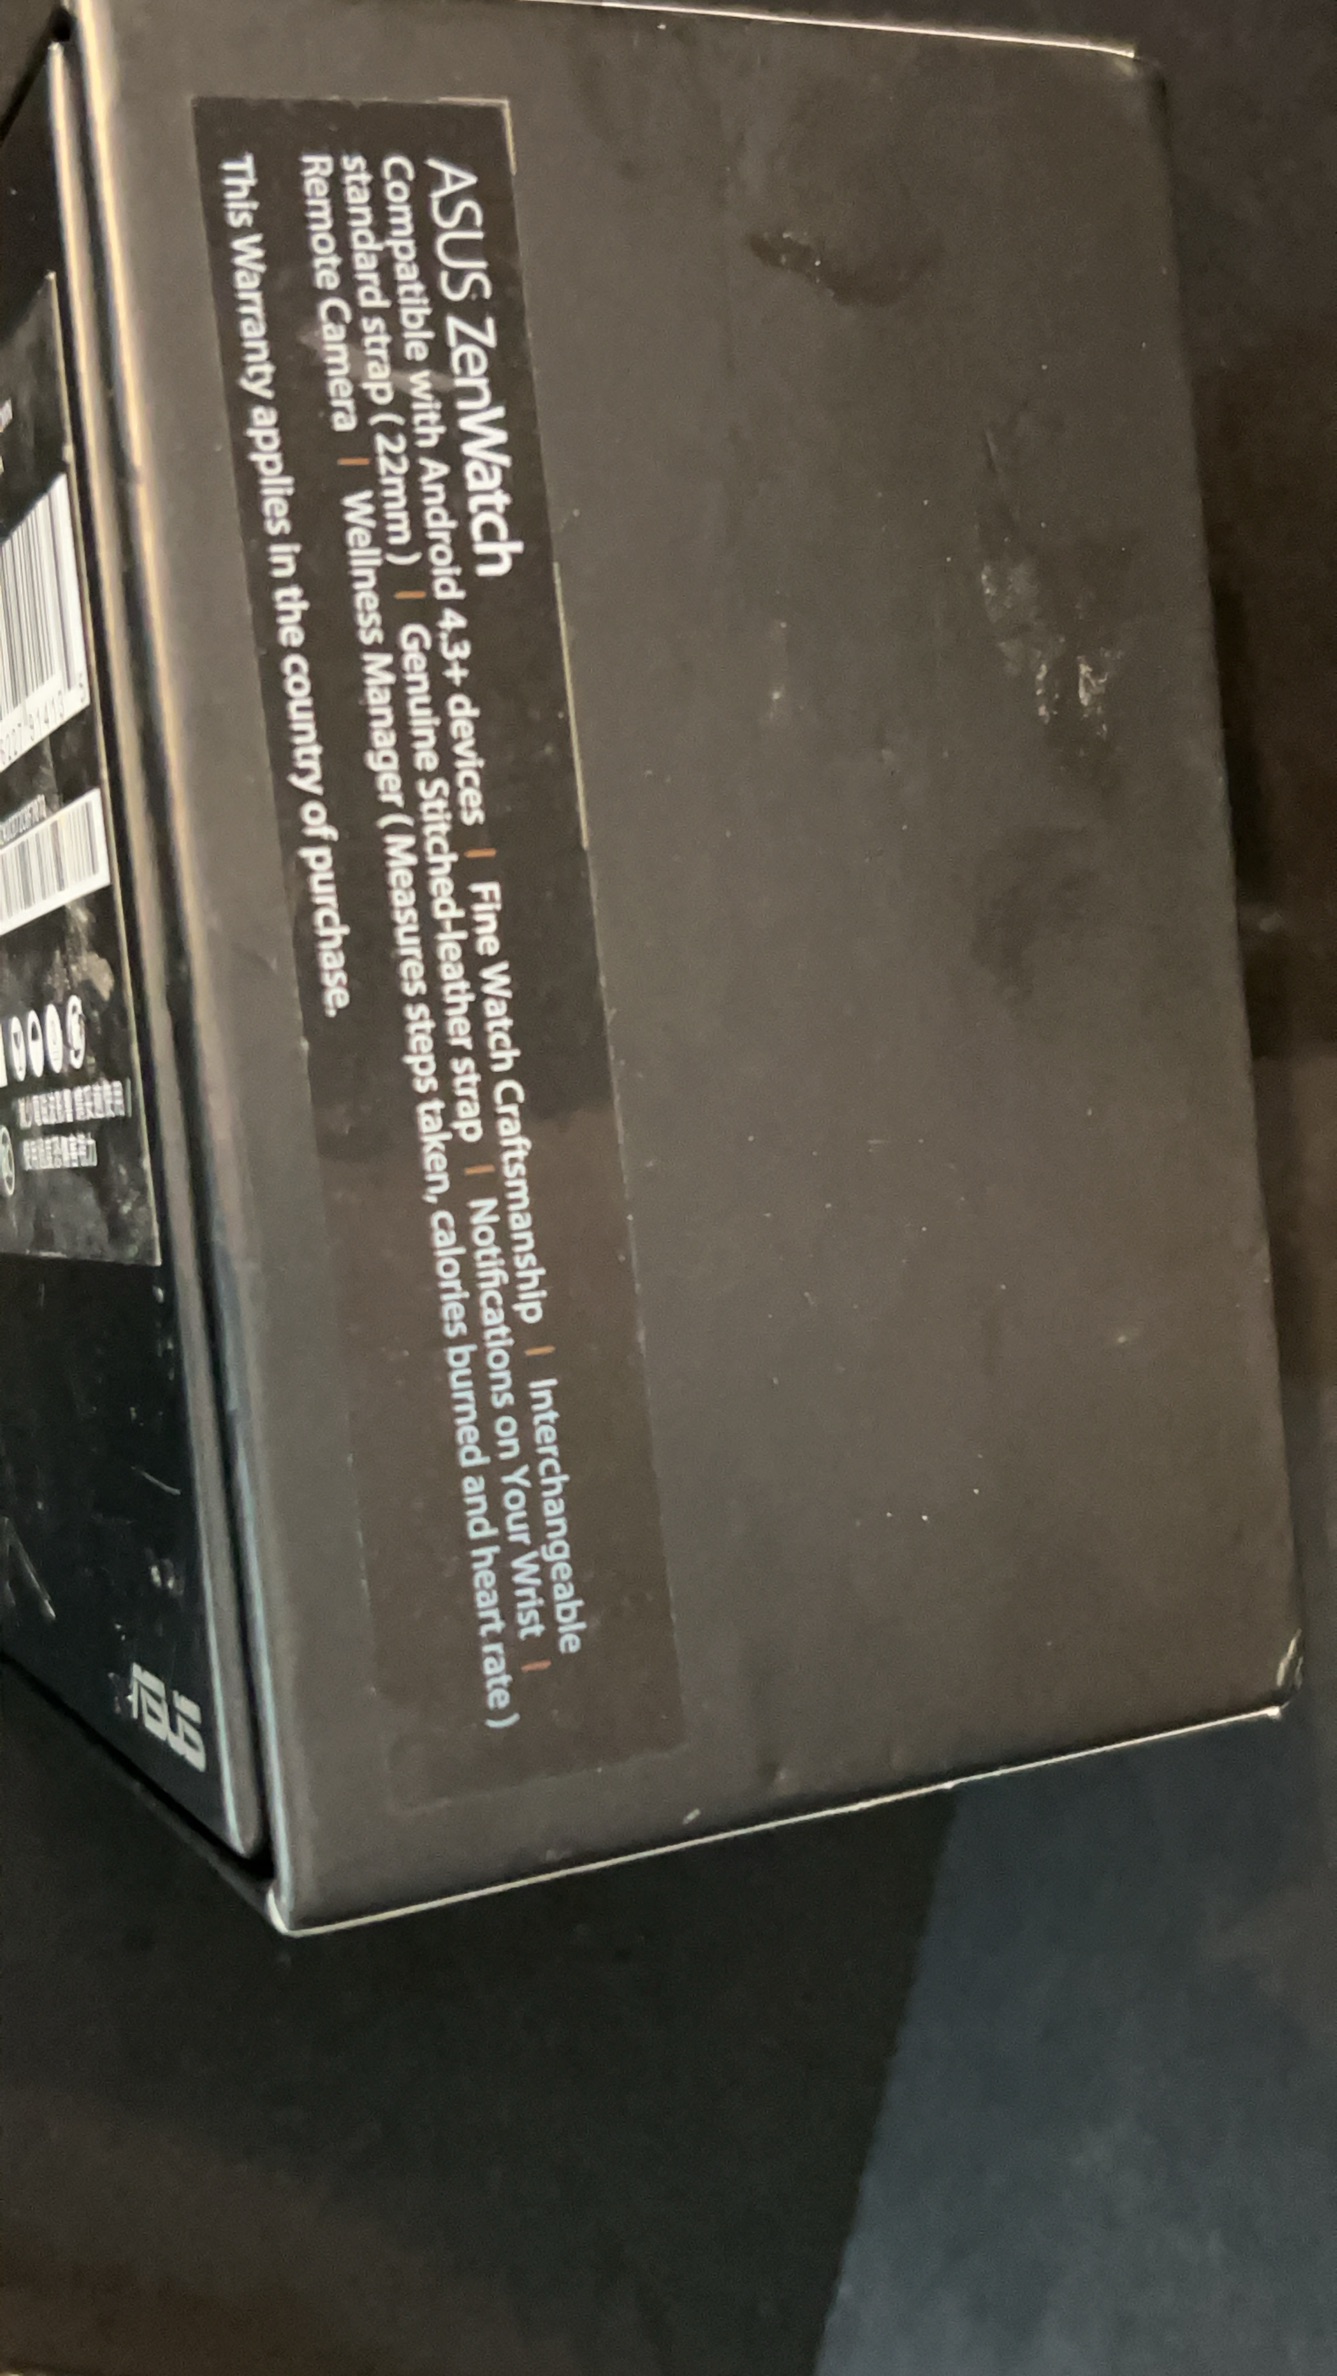 ASUS ZenWatch
Compatible with Android 4.3+ devices | Fine Watch Craftsmanship | Interchangeable
standard strap ( 22mm ) | Genuine Stitched-leather strap | Notifications on Your Wrist |
Remote Camera | Wellness Manager ( Measures steps taken, calories burned and heart rate )
This Warranty applies in the country of purchase.